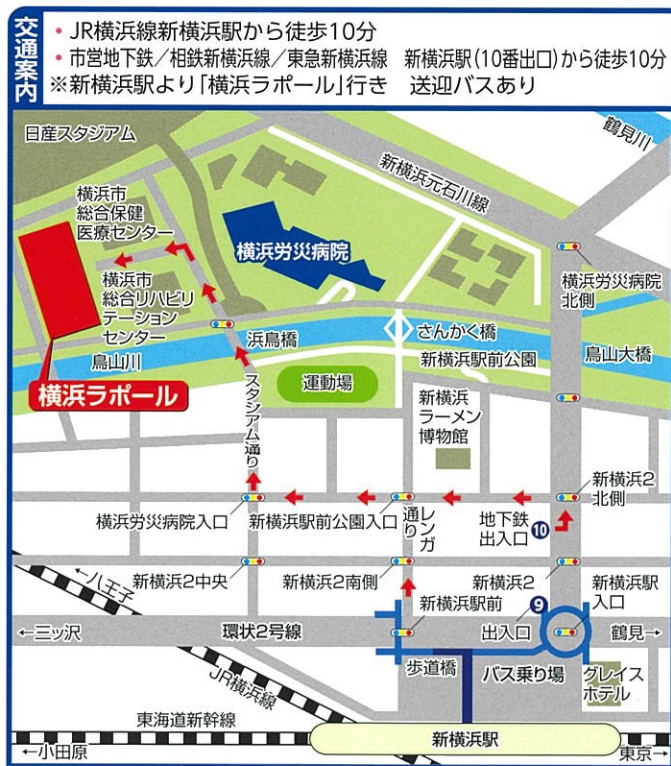 交通案内
・JR横浜線新横浜駅から徒歩10分
・市営地下鉄／相鉄新横浜線／東急新横浜線　新横浜駅(10番出口)から徒歩10分
※新横浜駅より「横浜ラポール」行き　送迎バスあり
日産スタジアム
鶴見川
新横浜元石川線
横浜市
総合保健
医療センター
横浜労災病院
横浜労災病院
北側
横浜市
総合リハビリ
テーション
センター
浜鳥橋
さんかく橋
鳥山川
新横浜駅前公園
鳥山大橋
横浜ラポール
スタジアム通り
運動場
新横浜
ラーメン
博物館
新横浜2
北側
横浜労災病院入口
新横浜駅前公園入口
レンガ
通り
地下鉄
出入口
10
←八王子
新横浜2中央
新横浜2南側
新横浜2
新横浜駅
入口
新横浜駅前
9
出入口
←三ッ沢
環状2号線
鶴見→
歩道橋
バス乗り場
グレイス
ホテル
JR横浜線
東海道新幹線
新横浜駅
←小田原
東京→